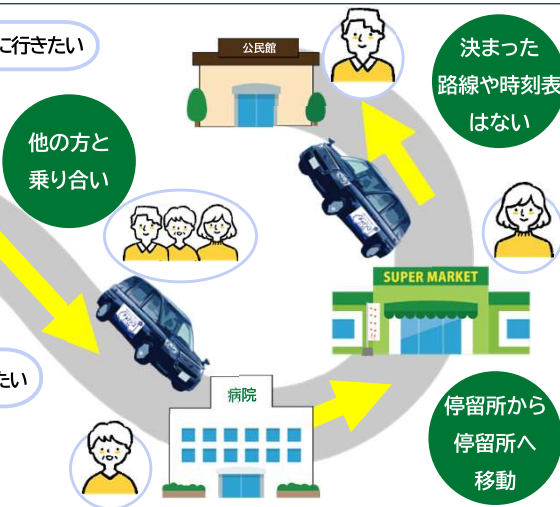 に行きたい
公民館
決まった
路線や時刻表
はない
他の方と
乗り合い
SUPER MARKET
たい
病院
停留所から
停留所へ
移動